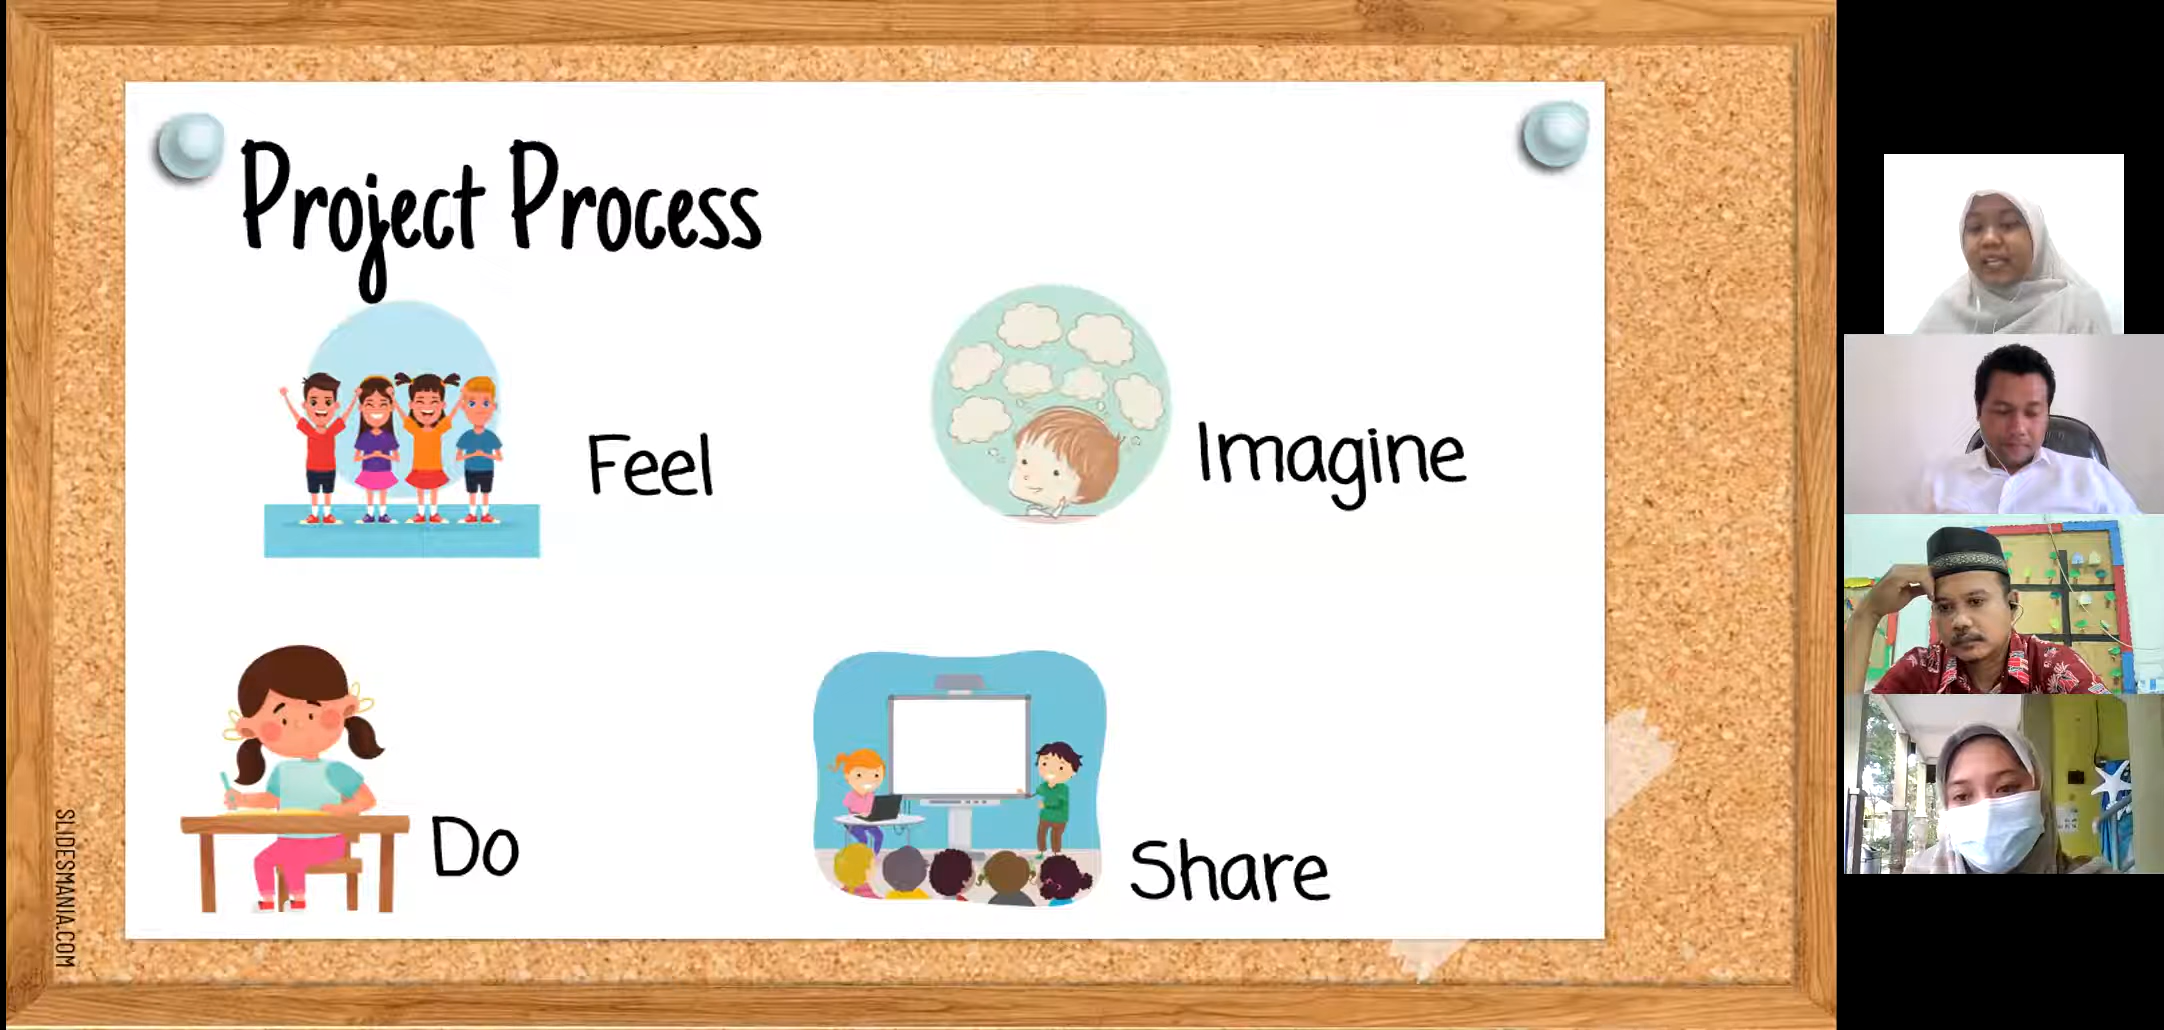 Project Process
Feel
Imagine
Do
Share
SLIDESMANIA.COM